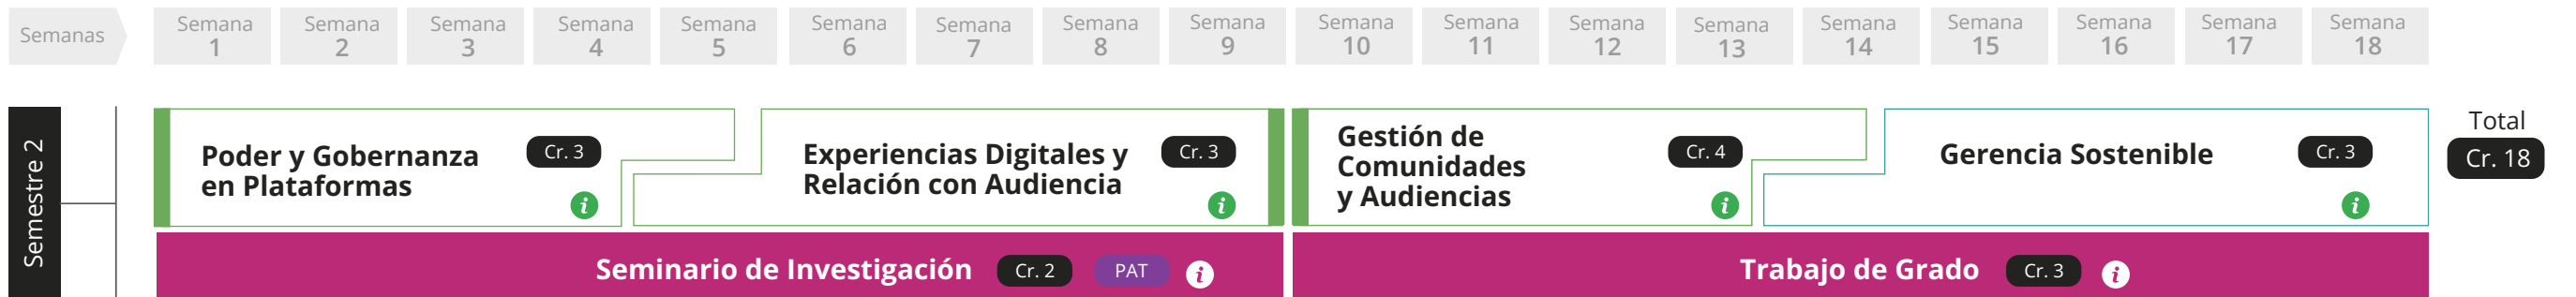 Semanas
Semana 1
Semana 2
Semana 3
Semana 4
Semana 5
Semana 6
Semana 7
Semana 8
Semana 9
Semana 10
Semana 11
Semana 12
Semana 13
Semana 14
Semana 15
Semana 16
Semana 17
Semana 18
Semestre 2
Poder y Gobernanza
en Plataformas
Cr. 3
i
Experiencias Digitales y
Relación con Audiencia
Cr. 3
i
Gestión de
Comunidades
y Audiencias
Cr. 4
i
Gerencia Sostenible
Cr. 3
i
Total
Cr. 18
Seminario de Investigación Cr. 2 PAT i
Trabajo de Grado Cr. 3 i